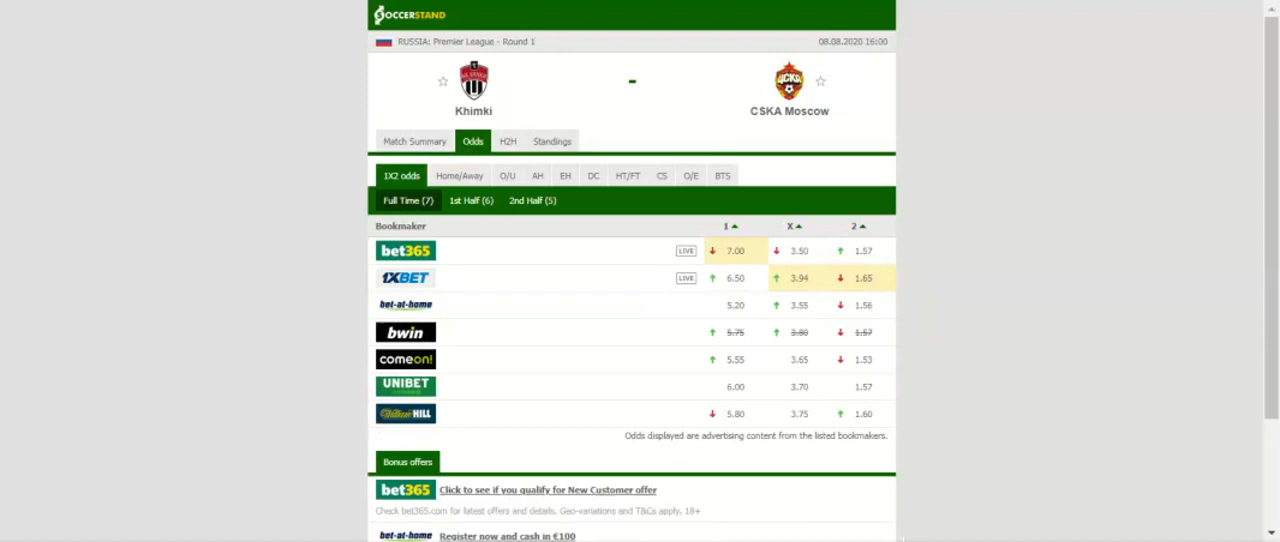 SOCCERSTAND
RUSSIA: Premier League - Round 1 08.08.2020 16:00
-
Khimki CSKA Moscow
Match Summary Odds H2H Standings
1X2 odds Home/Away O/U AH EH DC HT/FT CS O/E BTS
Full Time (7) 1st Half (6) 2nd Half (5)
Bookmaker 1 X 2
bet365 LIVE 7.00 3.50 1.57
1XBET LIVE 6.50 3.94 1.65
bet-at-home 5.20 3.55 1.56
bwin 5.75 3.80 1.57
comeon! 5.55 3.65 1.53
UNIBET 6.00 3.70 1.57
William HILL 5.80 3.75 1.60
Odds displayed are advertising content from the listed bookmakers.
Bonus offers
bet365 Click to see if you qualify for New Customer offer
Check bet365.com for latest offers and details. Geo-variations and T&Cs apply. 18+
bet-at-home Register now and cash in €100